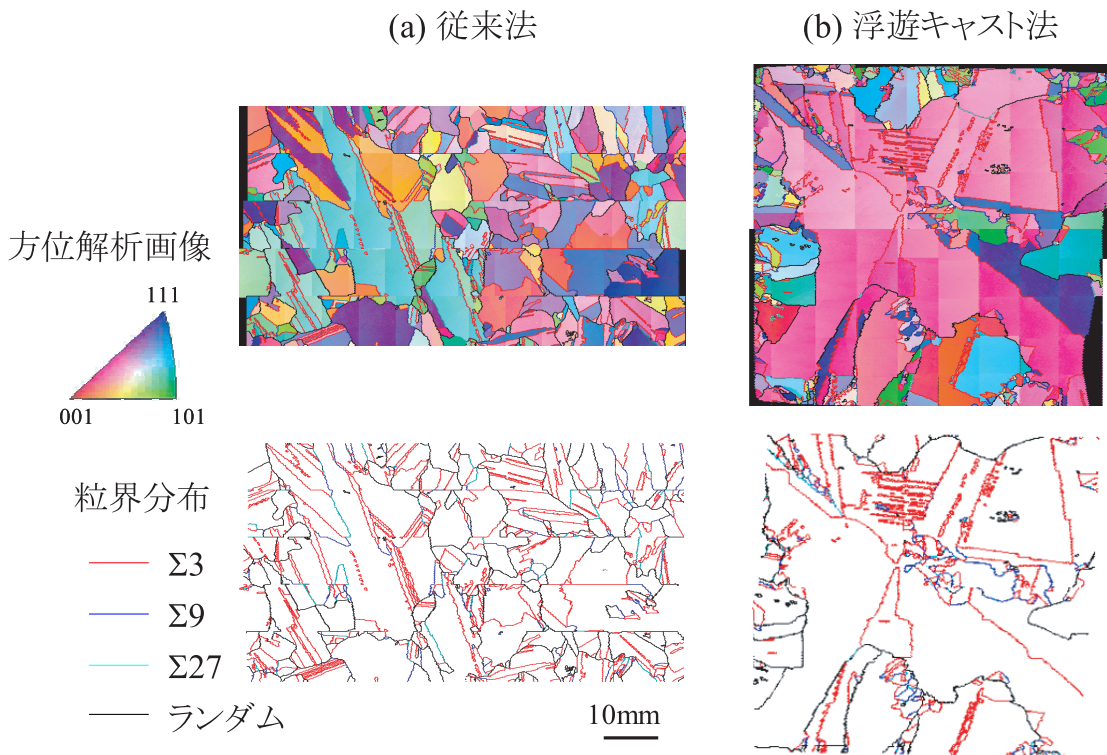 (a) 従来法
(b) 浮遊キャスト法
方位解析画像
111
001
101
粒界分布
Σ3
Σ9
Σ27
ランダム
10mm